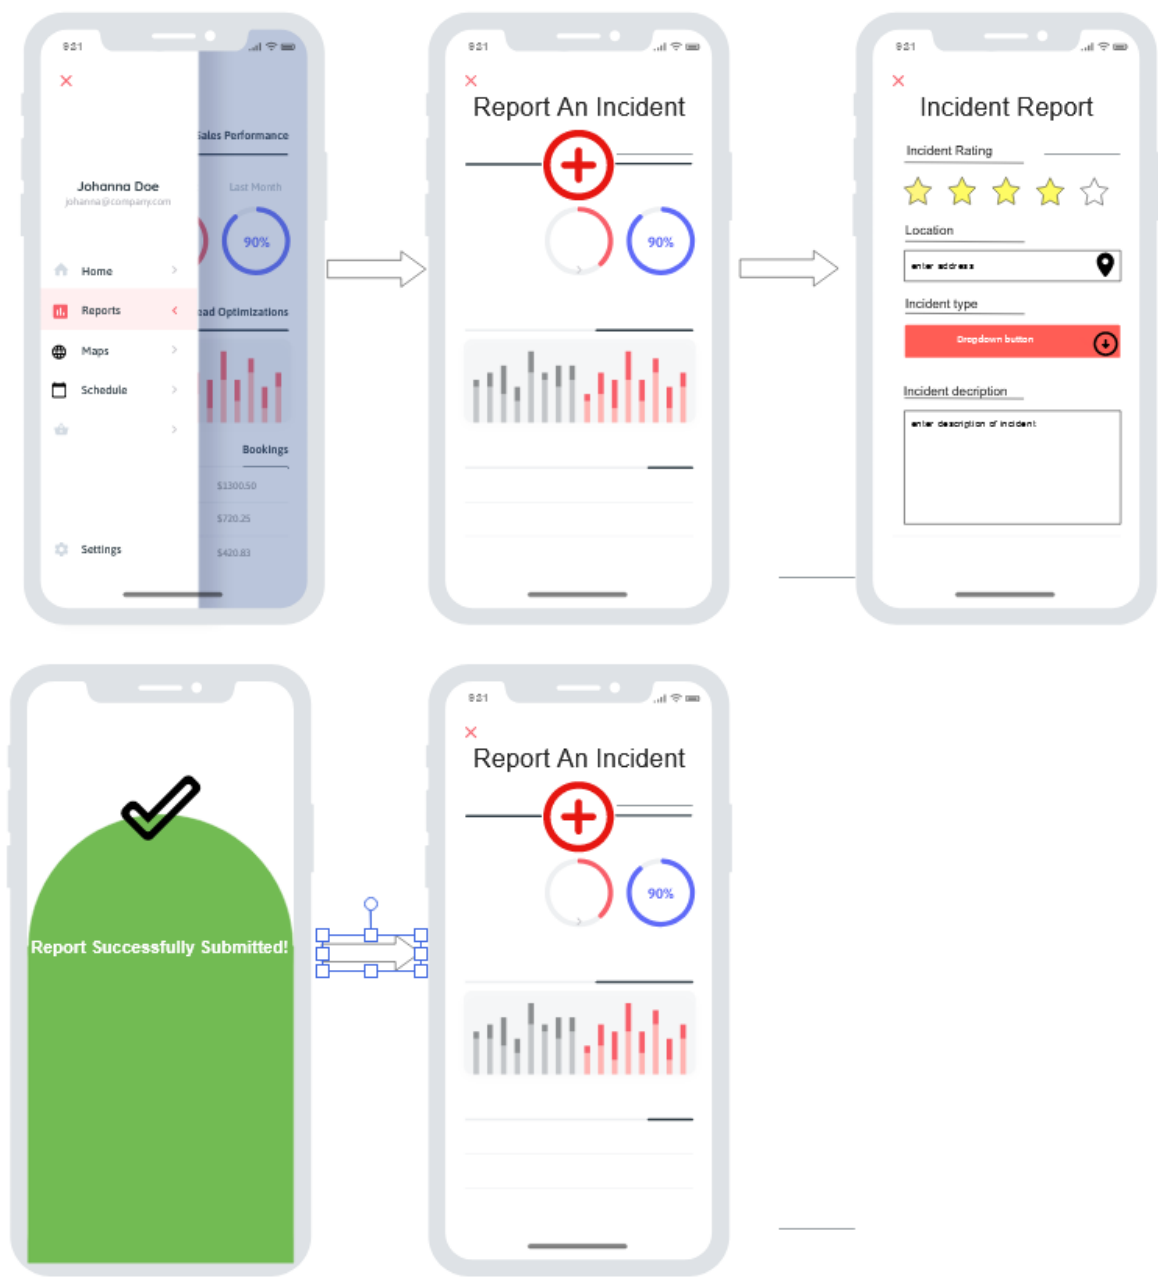 9:21
Sales Performance
Johanna Doe
johanna@company.com
Last Month
90%
Home
Reports
ead Optimizations
Maps
Schedule
Bookings
$1300.50
$720.25
Settings
$420.83
9:21
Report An Incident
90%
9:21
Incident Report
Incident Rating
Location
enter address
Incident type
Dropdown button
Incident decription
enter description of incident
Report Successfully Submitted!
9:21
Report An Incident
90%